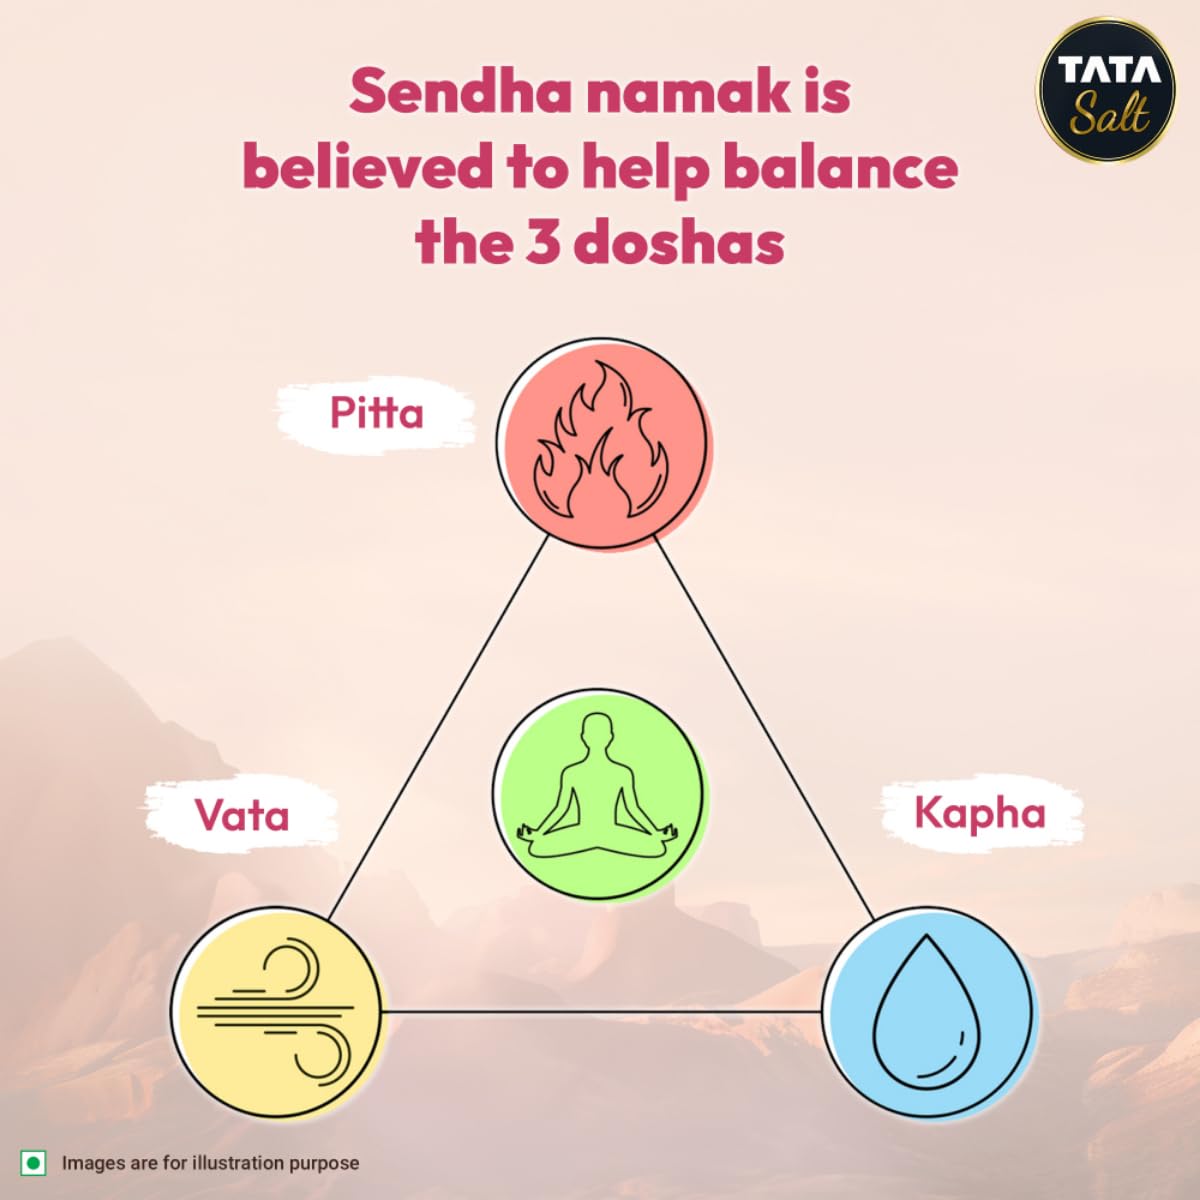 TATA
Salt
Sendha namak is
believed to help balance
the 3 doshas
Pitta
Vata
Kapha
Images are for illustration purpose